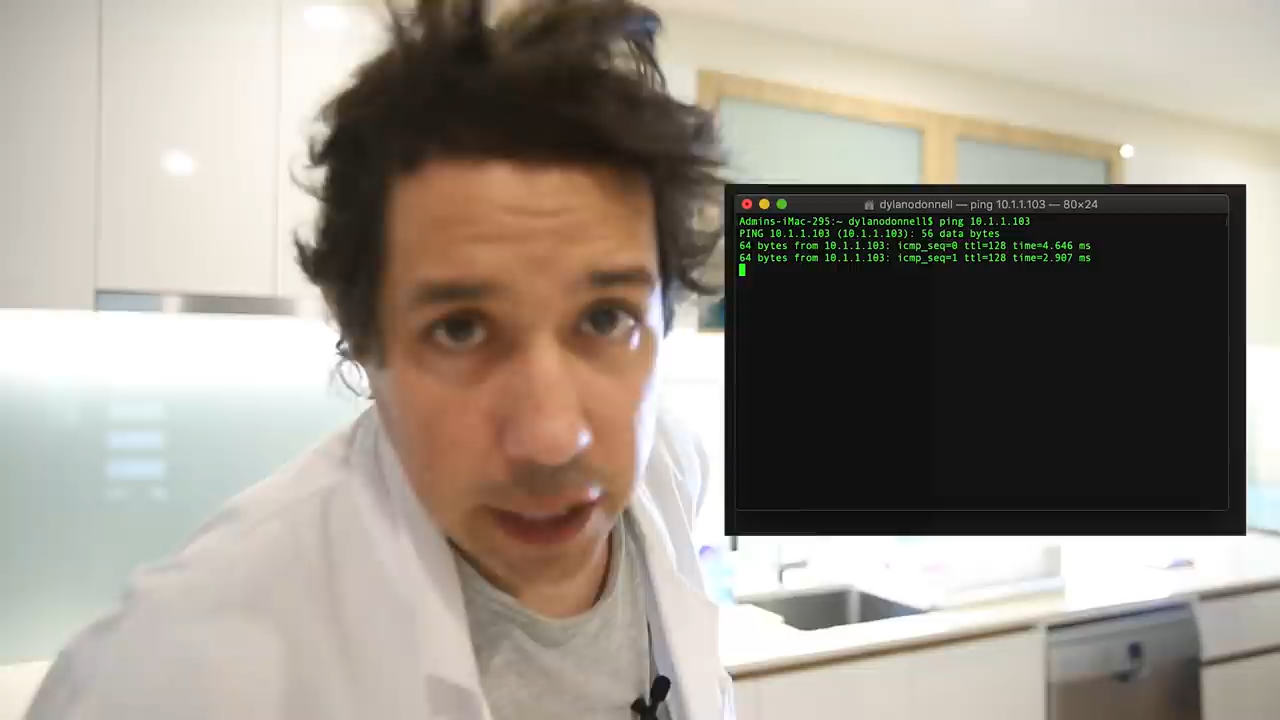 dylanodonnell — ping 10.1.1.103 — 80×24
Admins-iMac-295:~ dylanodonnell$ ping 10.1.1.103
PING 10.1.1.103 (10.1.1.103): 56 data bytes
64 bytes from 10.1.1.103: icmp_seq=0 ttl=128 time=4.646 ms
64 bytes from 10.1.1.103: icmp_seq=1 ttl=128 time=2.907 ms